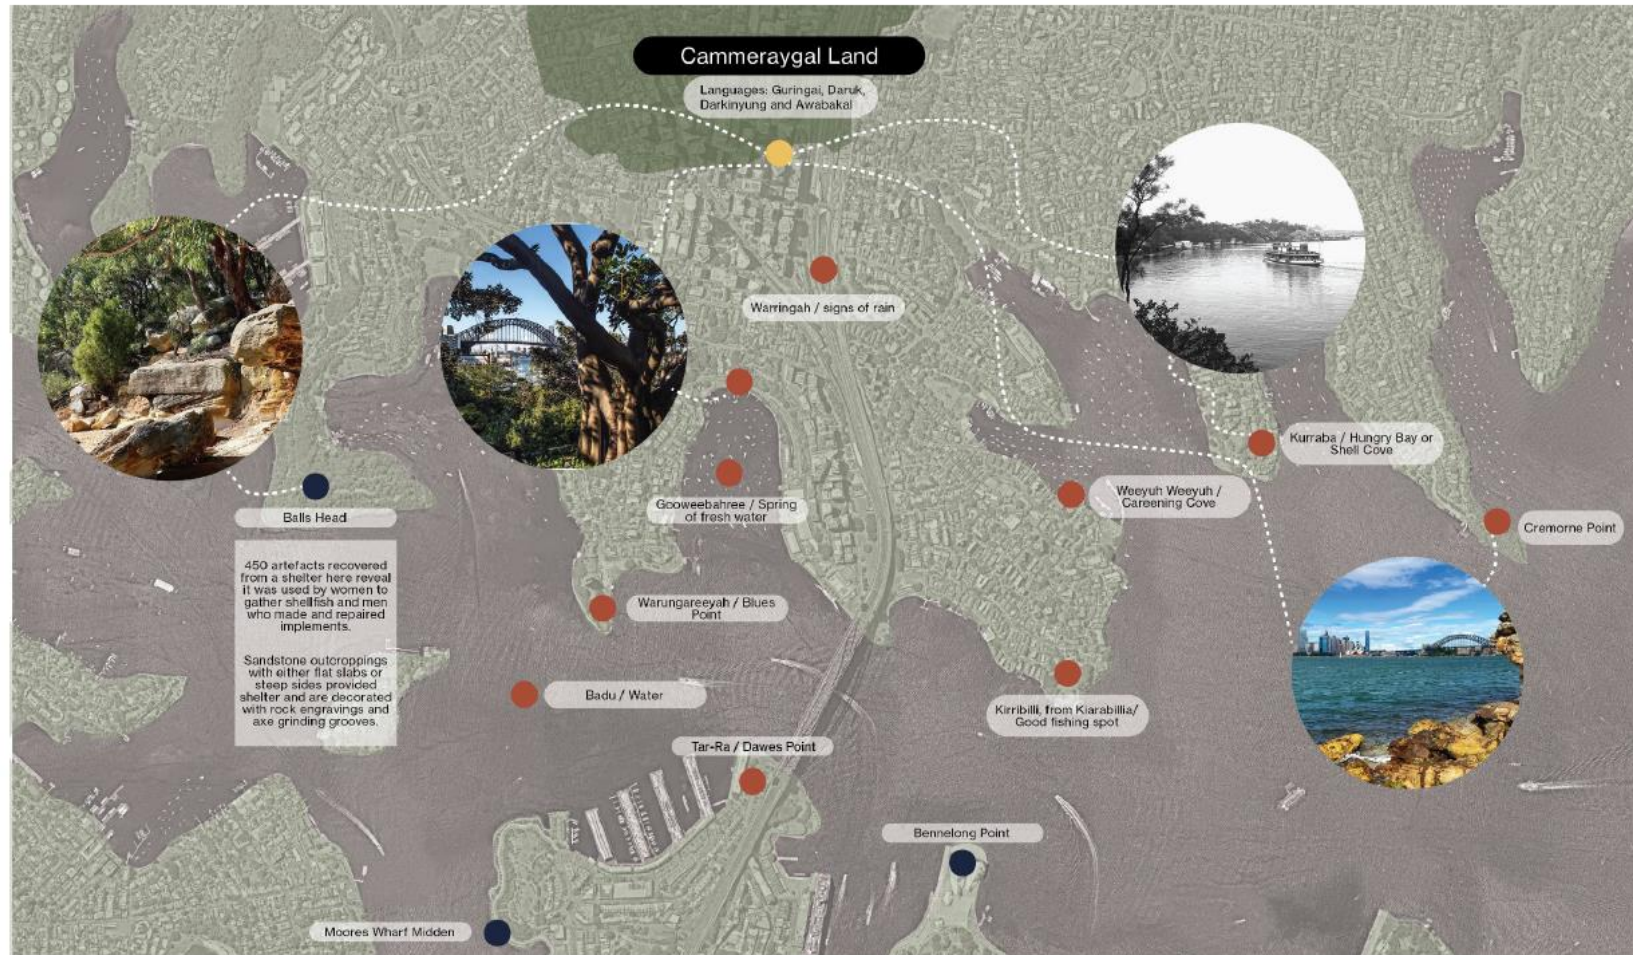 Cammeraygal Land
Languages: Guringai, Daruk,
Darkinyung and Awabakal
Warringah / signs of rain
Kurraba / Hungry Bay or
Shell Cove
Weeyuh Weeyuh /
Careening Cove
Gooweebahree / Spring
of fresh water
Balls Head
Cremorne Point
450 artefacts recovered
from a shelter here reveal
it was used by women to
gather shellfish and men
who made and repaired
implements.
Sandstone outcroppings
with either flat slabs or
steep sides provided
shelter and are decorated
with rock engravings and
axe grinding grooves.
Warungareeyah / Blues
Point
Badu / Water
Kirribilli, from Kiarabillia/
Good fishing spot
Tar-Ra / Dawes Point
Bennelong Point
Moores Wharf Midden